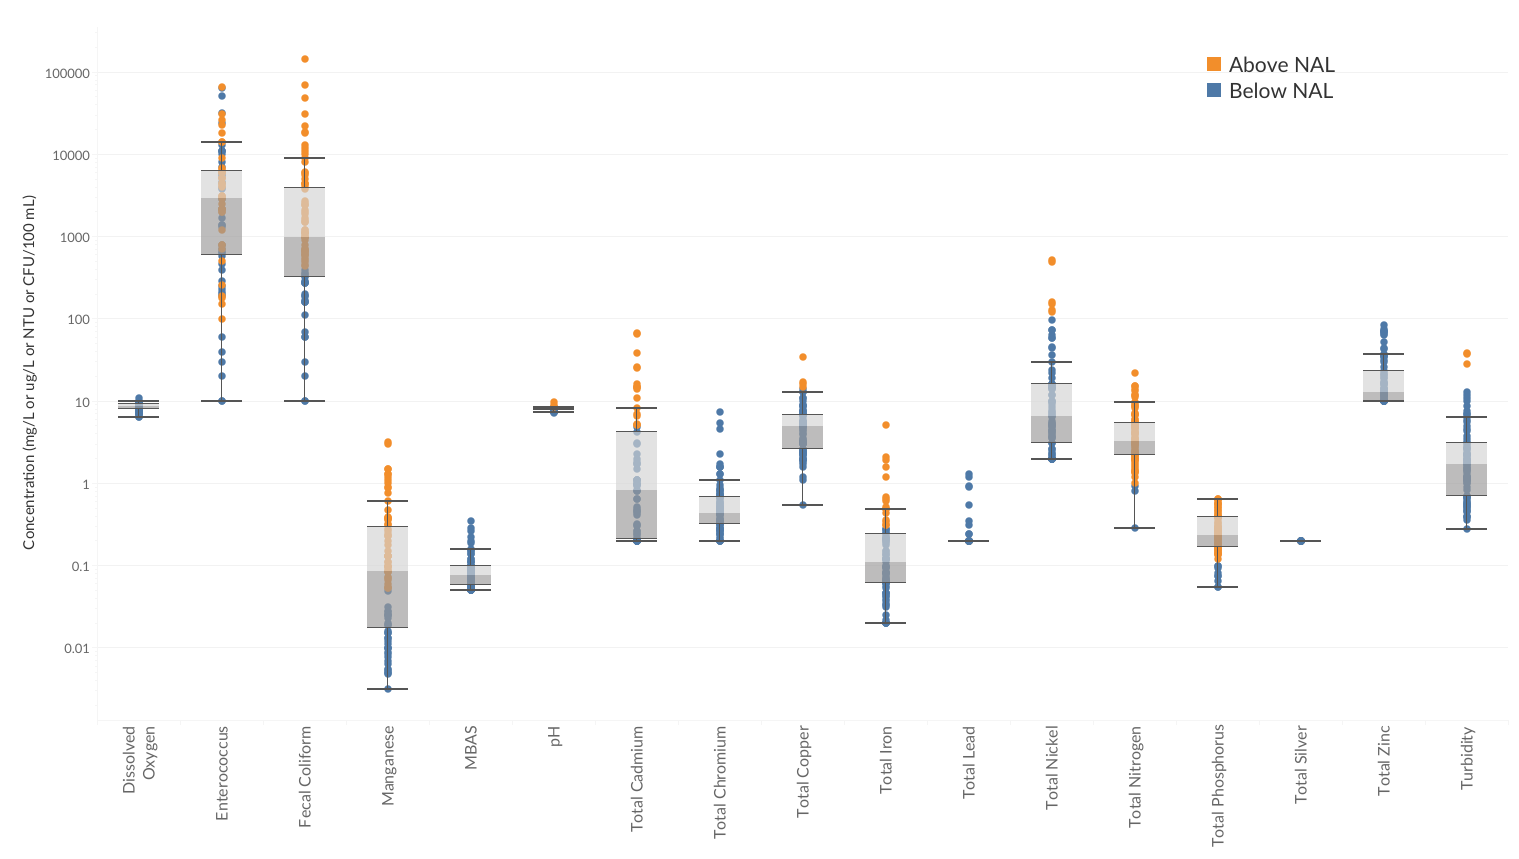 Above NAL
Below NAL
Concentration (mg/L or ug/L or NTU or CFU/100 mL)
100000
10000
1000
100
10
1
0.1
0.01
Dissolved
Oxygen
Enterococcus
Fecal Coliform
Manganese
MBAS
pH
Total Cadmium
Total Chromium
Total Copper
Total Iron
Total Lead
Total Nickel
Total Nitrogen
Total Phosphorus
Total Silver
Total Zinc
Turbidity